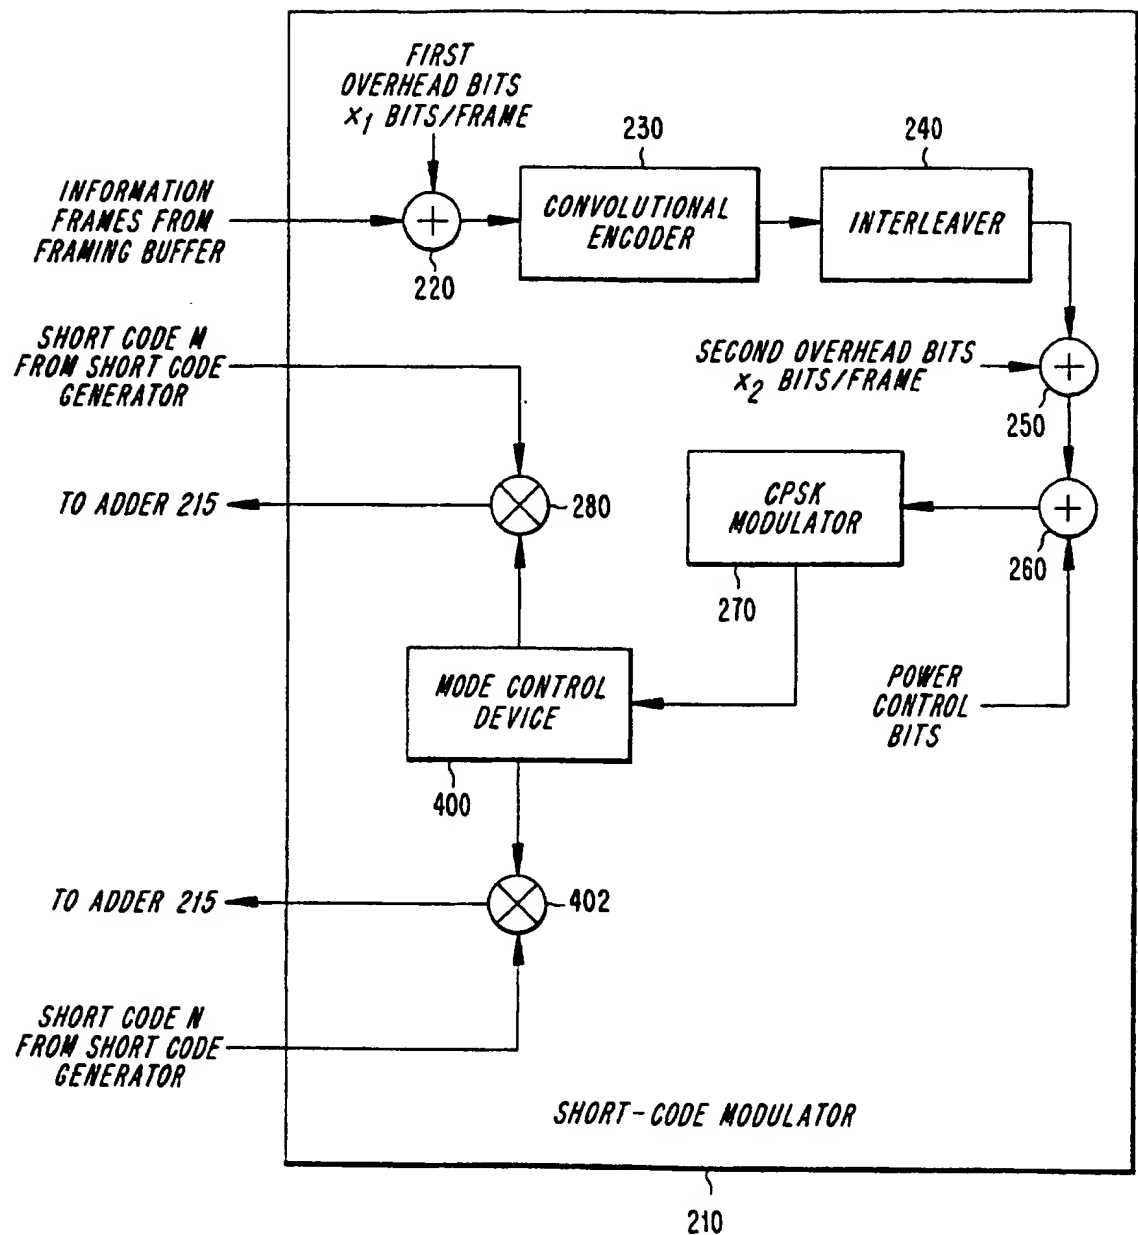 FIRST
OVERHEAD BITS
x1 BITS/FRAME
230
240
INFORMATION
FRAMES FROM
FRAMING BUFFER
+
CONVOLUTIONAL
ENCODER
INTERLEAVER
220
SHORT CODE M
FROM SHORT CODE
GENERATOR
SECOND OVERHEAD BITS
x2 BITS/FRAME
+
250
TO ADDER 215
280
CPSK
MODULATOR
+
260
270
MODE CONTROL
DEVICE
POWER
CONTROL
BITS
400
TO ADDER 215
402
SHORT CODE N
FROM SHORT CODE
GENERATOR
SHORT-CODE MODULATOR
210